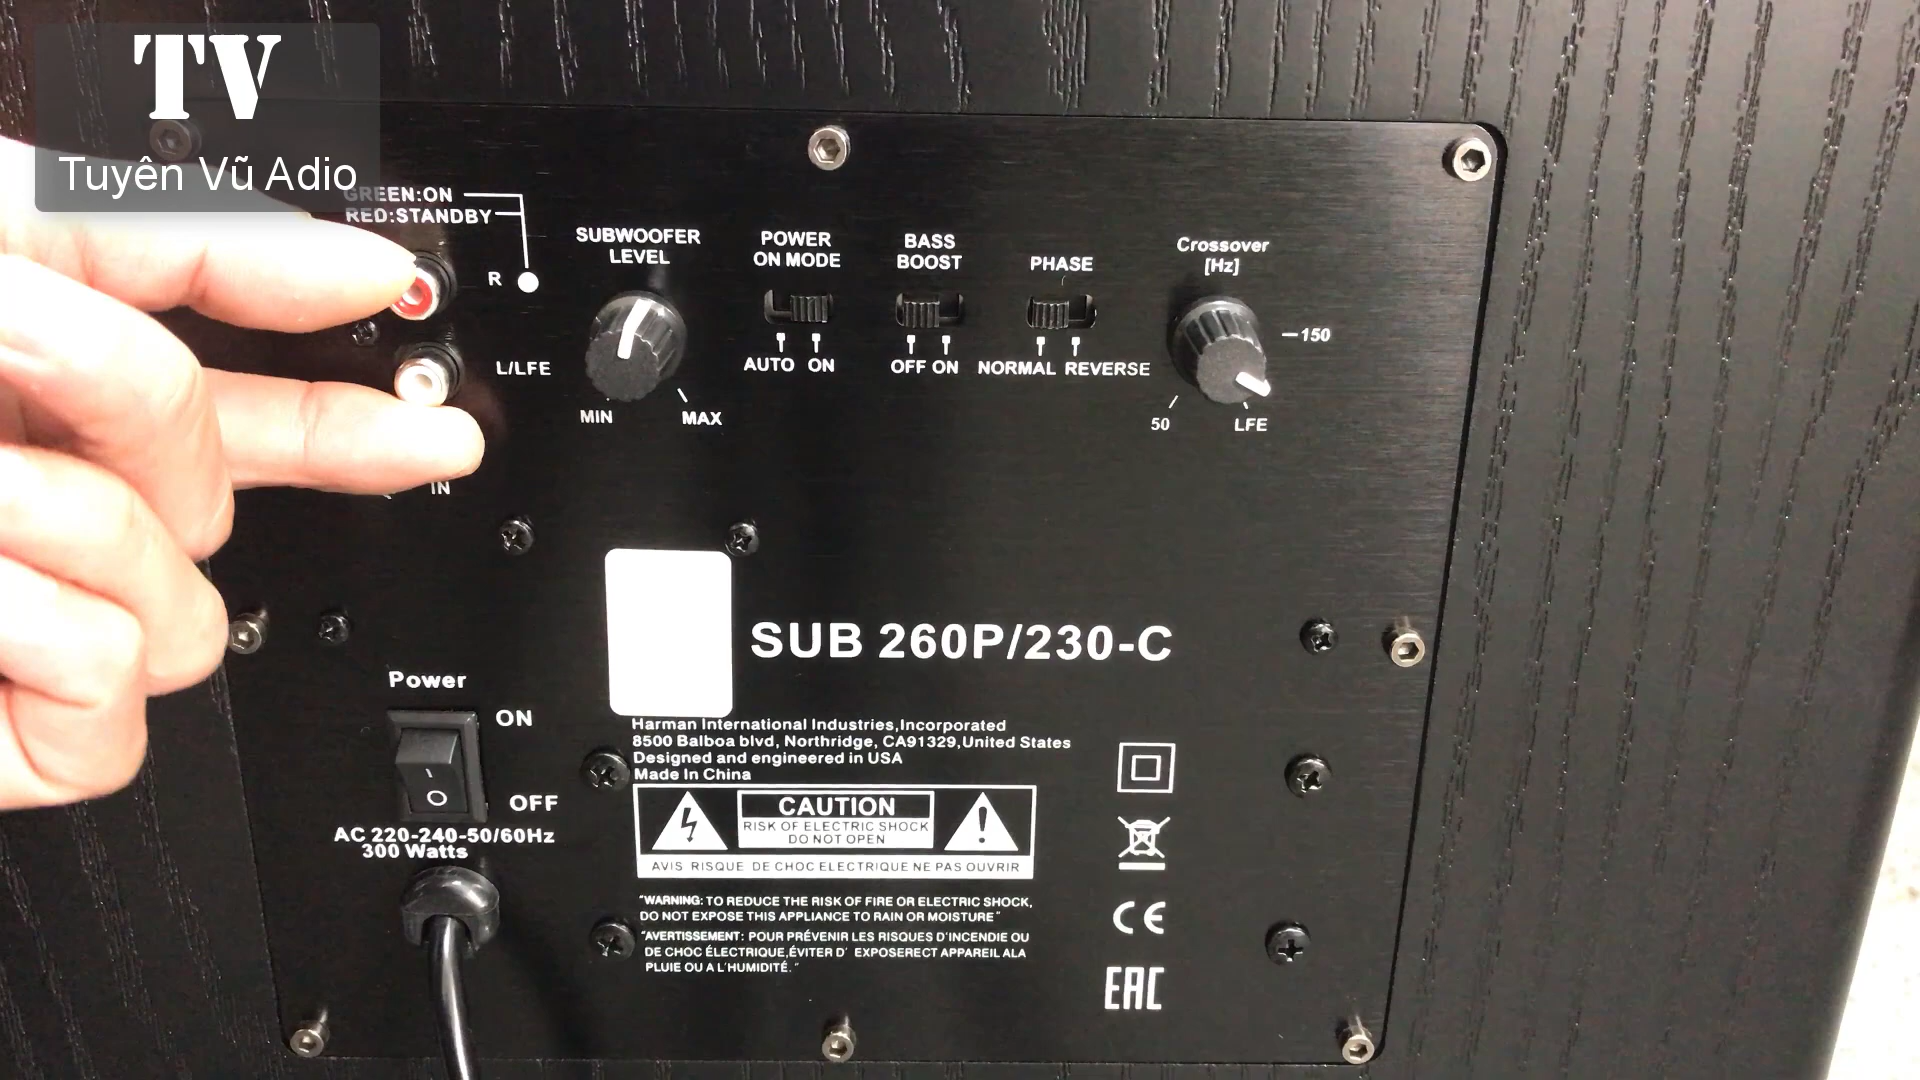 TV
Tuyên Vũ Adio
GREEN:ON
RED:STANDBY
R
L/LFE
IN
SUBWOOFER
LEVEL
MIN
MAX
POWER
ON MODE
AUTO ON
BASS
BOOST
OFF ON
PHASE
NORMAL REVERSE
Crossover
[Hz]
150
50
LFE
SUB 260P/230-C
Power
ON
OFF
AC 220-240-50/60Hz
300 Watts
Harman International Industries,Incorporated
8500 Balboa blvd, Northridge, CA91329,United States
Designed and engineered in USA
Made In China
CAUTION
RISK OF ELECTRIC SHOCK
DO NOT OPEN
AVIS RISQUE DE CHOC ELECTRIQUE NE PAS OUVRIR
"WARNING: TO REDUCE THE RISK OF FIRE OR ELECTRIC SHOCK,
DO NOT EXPOSE THIS APPLIANCE TO RAIN OR MOISTURE"
"AVERTISSEMENT: POUR PRÉVENIR LES RISQUES D'INCENDIE OU
DE CHOC ÉLECTRIQUE,ÉVITER D' EXPOSERECT APPAREIL ALA
PLUIE OU A L'HUMIDITÉ."
CE
EAC